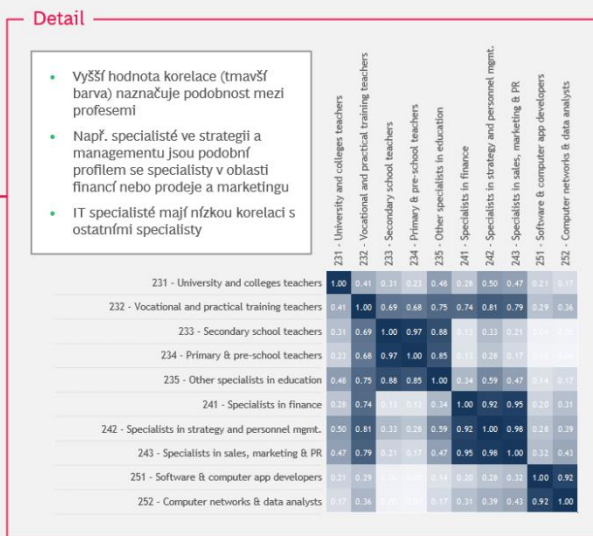 Detail
Vyšší hodnota korelace (tmavší
barva) naznačuje podobnost mezi
profesemi
Např. specialisté ve strategii a
managementu jsou podobní
profilem se specialisty v oblasti
financí nebo prodeje a marketingu
IT specialisté mají nízkou korelaci s
ostatními specialisty
231 - University and colleges teachers
232 - Vocational and practical training teachers
233 - Secondary school teachers
234 - Primary & pre-school teachers
235 - Other specialists in education
241 - Specialists in finance
242 - Specialists in strategy and personnel mgmt.
243 - Specialists in sales, marketing & PR
251 - Software & computer app developers
252 - Computer networks & data analysts
231 - University and colleges teachers 1.00 0.41 0.31 0.23 0.48 0.28 0.50 0.47 0.21 0.17
232 - Vocational and practical training teachers 0.41 1.00 0.69 0.68 0.75 0.74 0.81 0.79 0.29 0.36
233 - Secondary school teachers 0.31 0.69 1.00 0.97 0.88 0.33 0.21
234 - Primary & pre-school teachers 0.23 0.68 0.97 1.00 0.85 0.28 0.17
235 - Other specialists in education 0.48 0.75 0.88 0.85 1.00 0.34 0.59 0.47 0.14 0.17
241 - Specialists in finance 0.28 0.74 0.34 1.00 0.92 0.95 0.20 0.31
242 - Specialists in strategy and personnel mgmt. 0.50 0.81 0.33 0.28 0.59 0.92 1.00 0.98 0.28 0.39
243 - Specialists in sales, marketing & PR 0.47 0.79 0.21 0.17 0.47 0.95 0.98 1.00 0.32 0.43
251 - Software & computer app developers 0.21 0.29 0.14 0.20 0.28 0.32 1.00 0.92
252 - Computer networks & data analysts 0.17 0.36 0.17 0.31 0.39 0.43 0.92 1.00